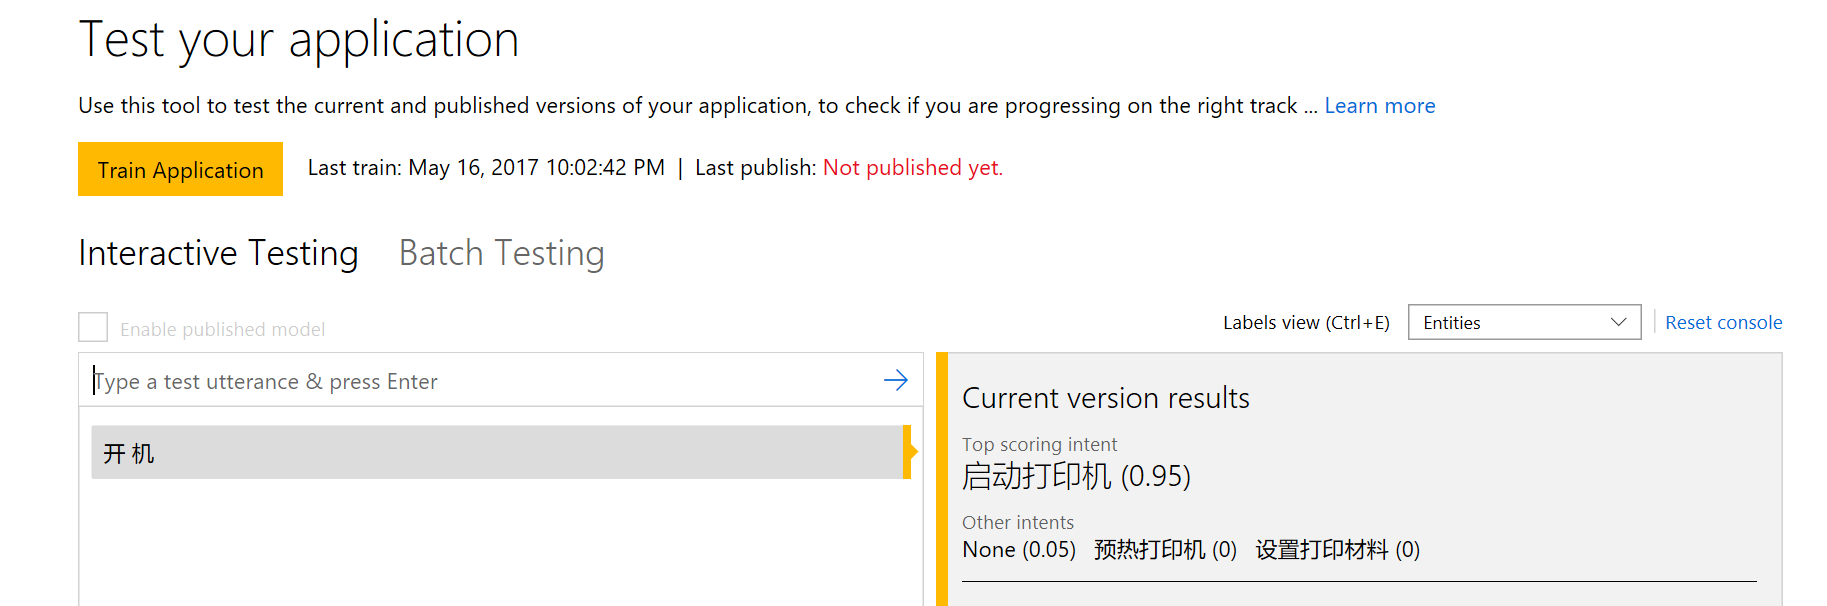 Test your application
Use this tool to test the current and published versions of your application, to check if you are progressing on the right track ... Learn more
Train Application Last train: May 16, 2017 10:02:42 PM | Last publish: Not published yet.
Interactive Testing Batch Testing
Enable published model Labels view (Ctrl+E) Entities Reset console
Type a test utterance & press Enter
开 机
Current version results
Top scoring intent
启动打印机 (0.95)
Other intents
None (0.05) 预热打印机 (0) 设置打印材料 (0)